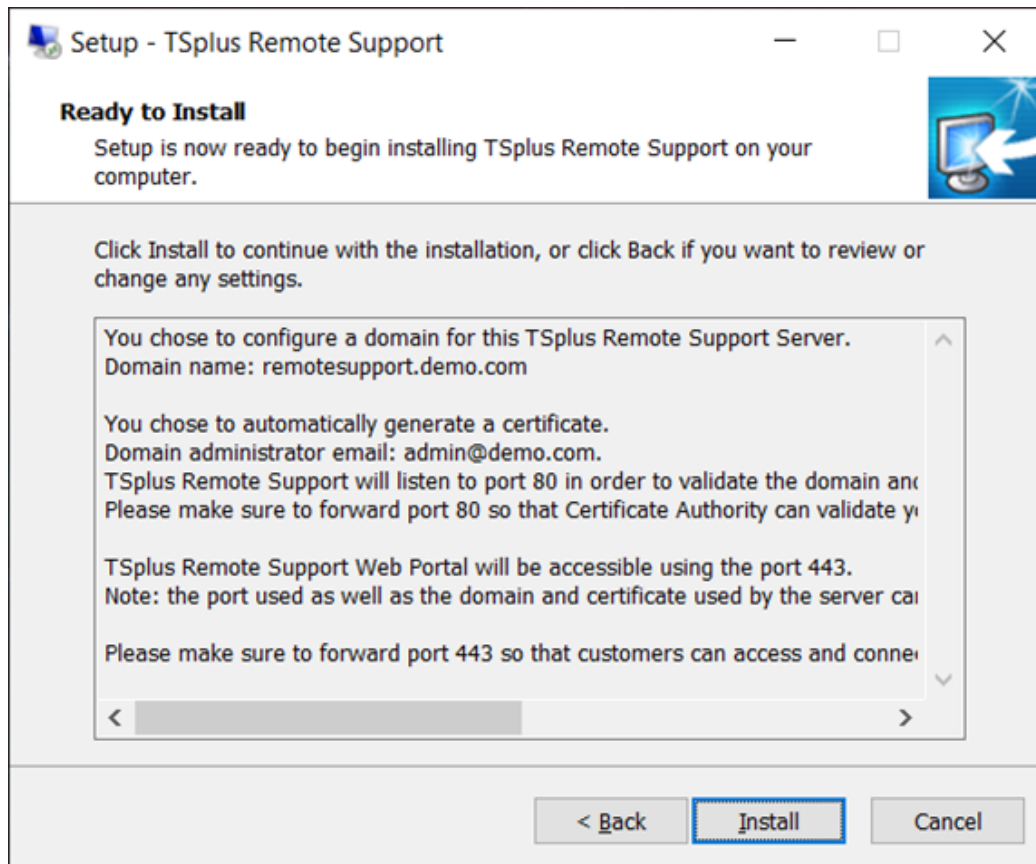 Setup - TSplus Remote Support
Ready to Install
Setup is now ready to begin installing TSplus Remote Support on your
computer.
Click Install to continue with the installation, or click Back if you want to review or
change any settings.
You chose to configure a domain for this TSplus Remote Support Server.
Domain name: remotesupport.demo.com
You chose to automatically generate a certificate.
Domain administrator email: admin@demo.com.
TSplus Remote Support will listen to port 80 in order to validate the domain and
Please make sure to forward port 80 so that Certificate Authority can validate
TSplus Remote Support Web Portal will be accessible using the port 443.
Note: the port used as well as the domain and certificate used by the server
Please make sure to forward port 443 so that customers can access and
< Back Install Cancel